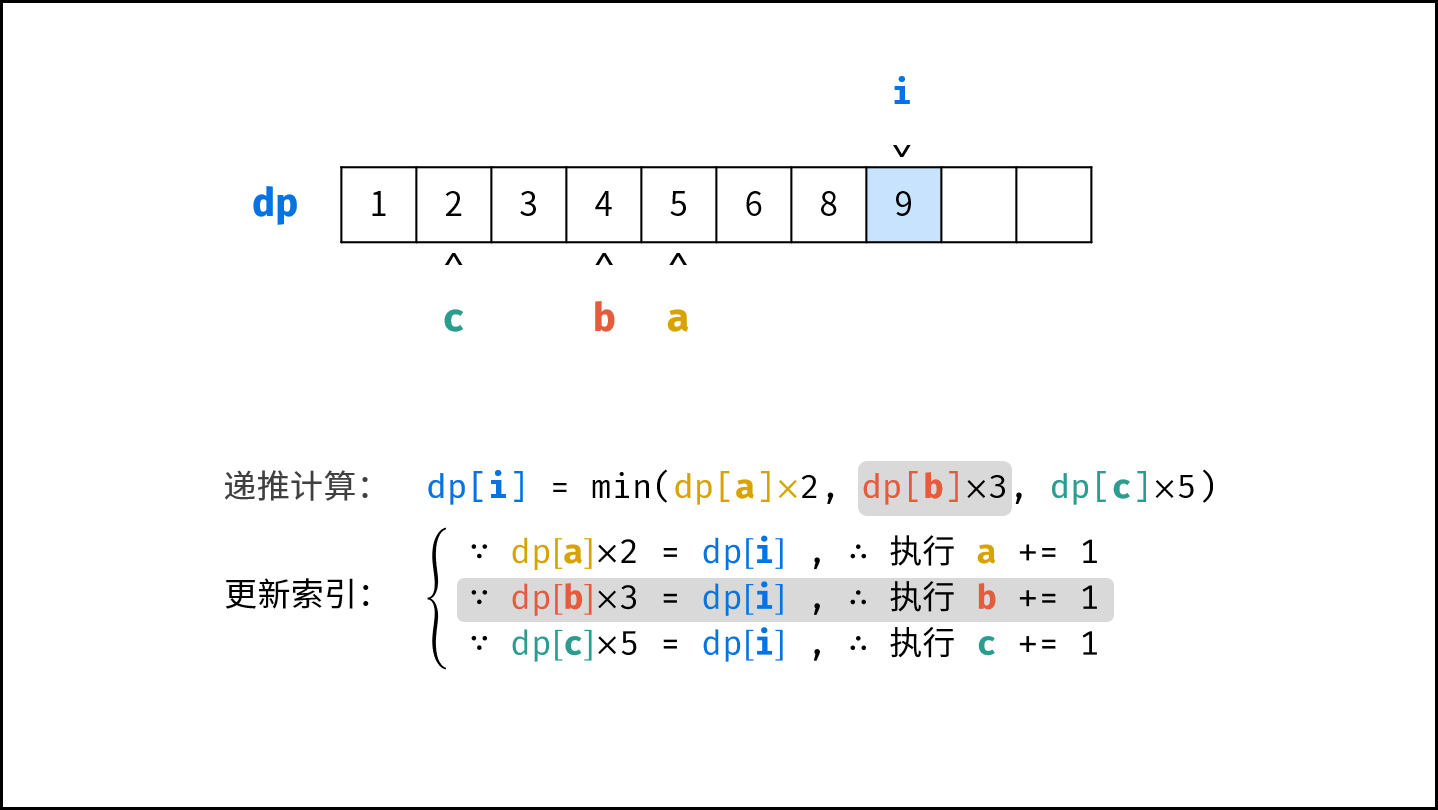 i
dp 1 2 3 4 5 6 8 9
c b a
递推计算： dp[i] = min(dp[a]×2, dp[b]×3, dp[c]×5)
∵ dp[a]×2 = dp[i] , ∴ 执行 a += 1
更新索引： ∵ dp[b]×3 = dp[i] , ∴ 执行 b += 1
∵ dp[c]×5 = dp[i] , ∴ 执行 c += 1